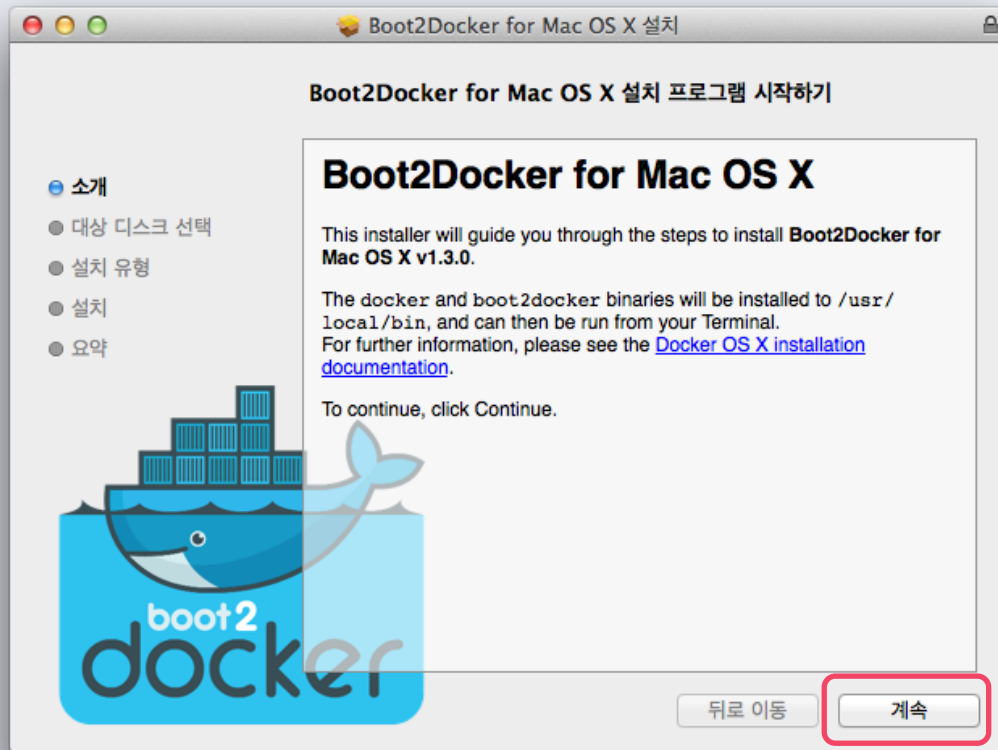 Boot2Docker for Mac OS X 설치
Boot2Docker for Mac OS X 설치 프로그램 시작하기
소개
대상 디스크 선택
설치 유형
설치
요약
Boot2Docker for Mac OS X
This installer will guide you through the steps to install Boot2Docker for
Mac OS X v1.3.0.
The docker and boot2docker binaries will be installed to /usr/
local/bin, and can then be run from your Terminal.
For further information, please see the Docker OS X installation
documentation.
To continue, click Continue.
boot2
docker
뒤로 이동
계속